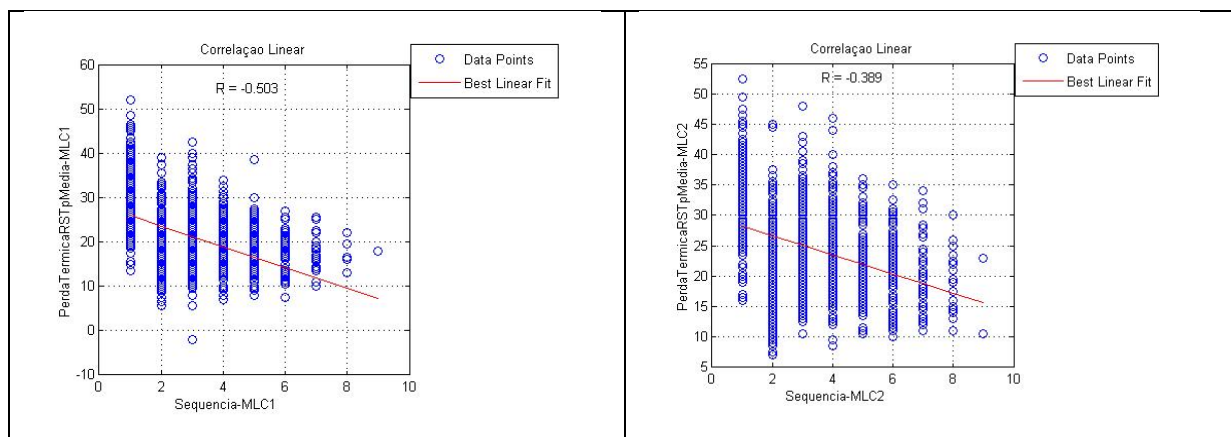 Correlaçao Linear
Data Points
Best Linear Fit
R = -0.503
60
50
40
30
20
10
0
-10
PerdaTermicaRSTpMedia-MLC1
0 2 4 6 8 10
Sequencia-MLC1
Correlaçao Linear
Data Points
Best Linear Fit
R = -0.389
55
50
45
40
35
30
25
20
15
10
5
PerdaTermicaRSTpMedia-MLC2
0 2 4 6 8 10
Sequencia-MLC2